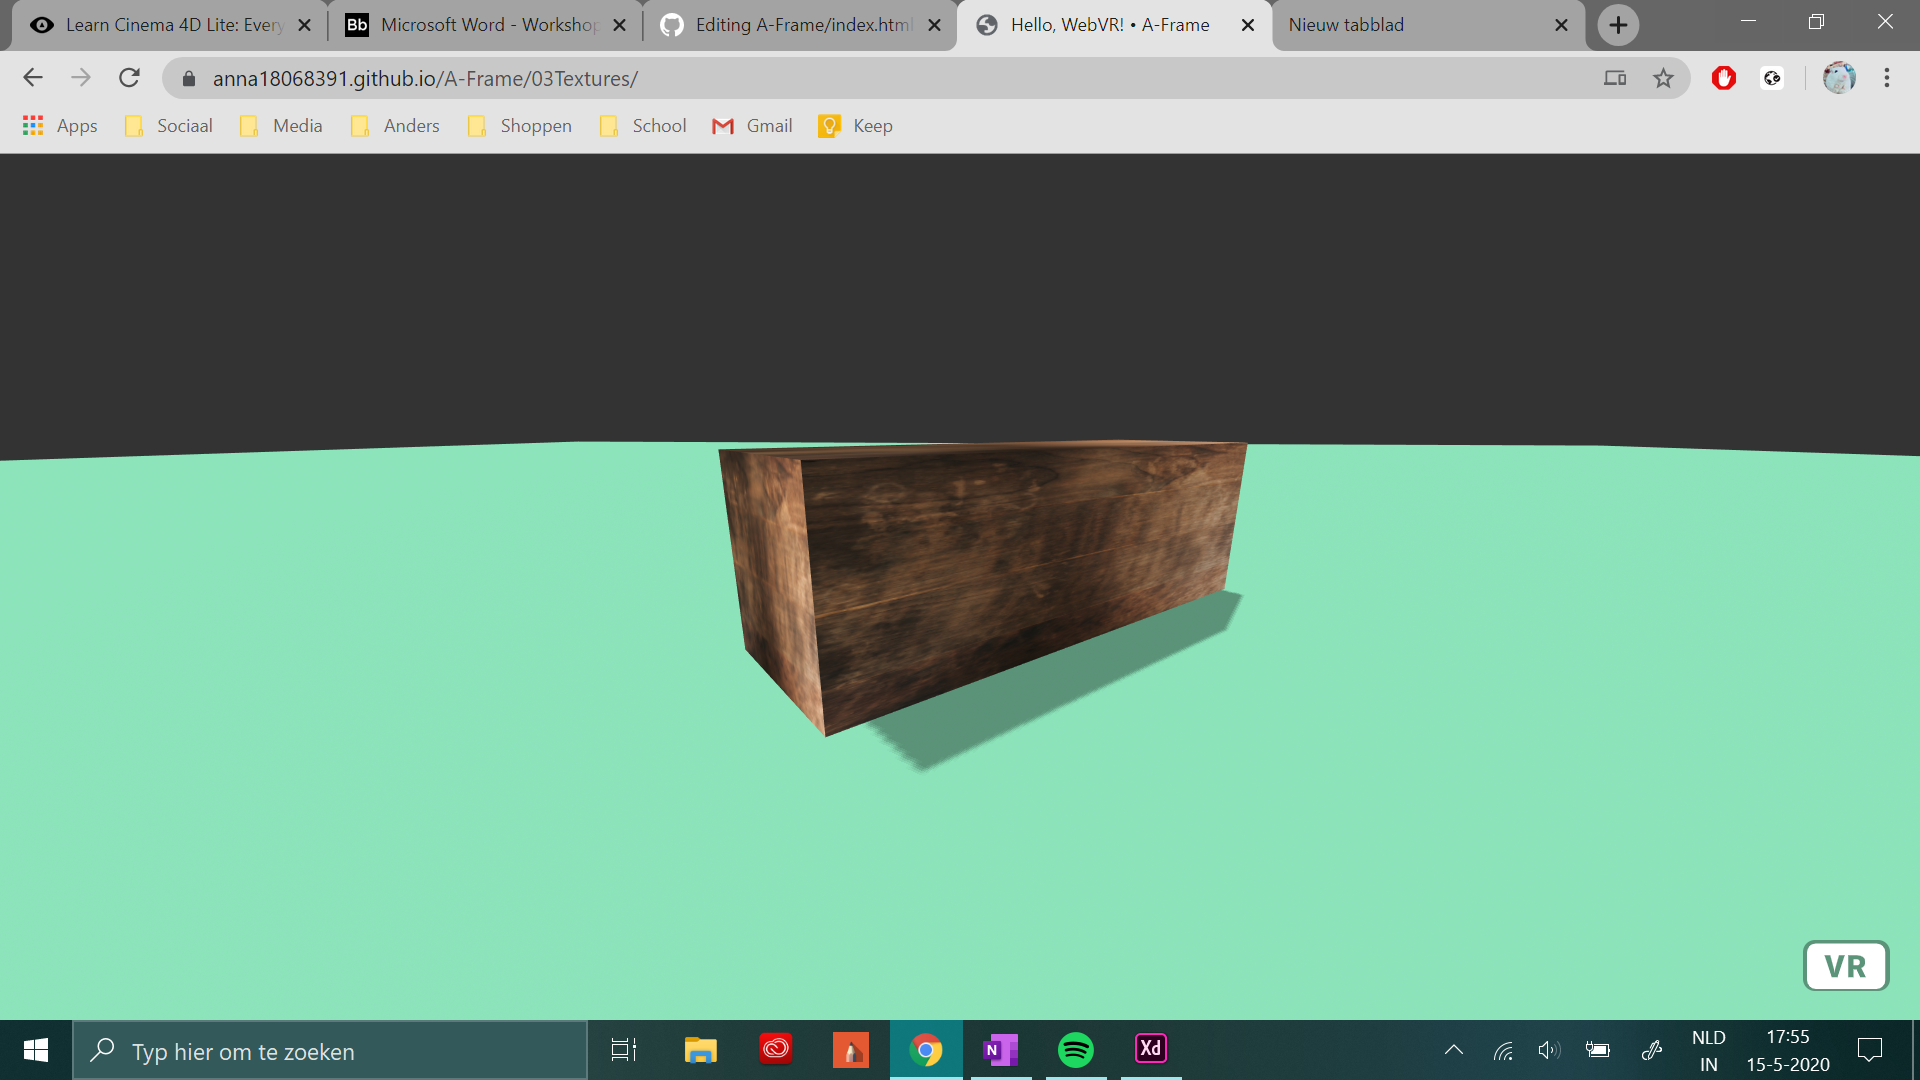 Learn Cinema 4D Lite: Every
Bb Microsoft Word - Workshop
Editing A-Frame/index.html
Hello, WebVR! • A-Frame
Nieuw tabblad
anna18068391.github.io/A-Frame/03Textures/
Apps Sociaal Media Anders Shoppen School Gmail Keep
VR
Typ hier om te zoeken
N
Xd
NLD
IN
17:55
15-5-2020